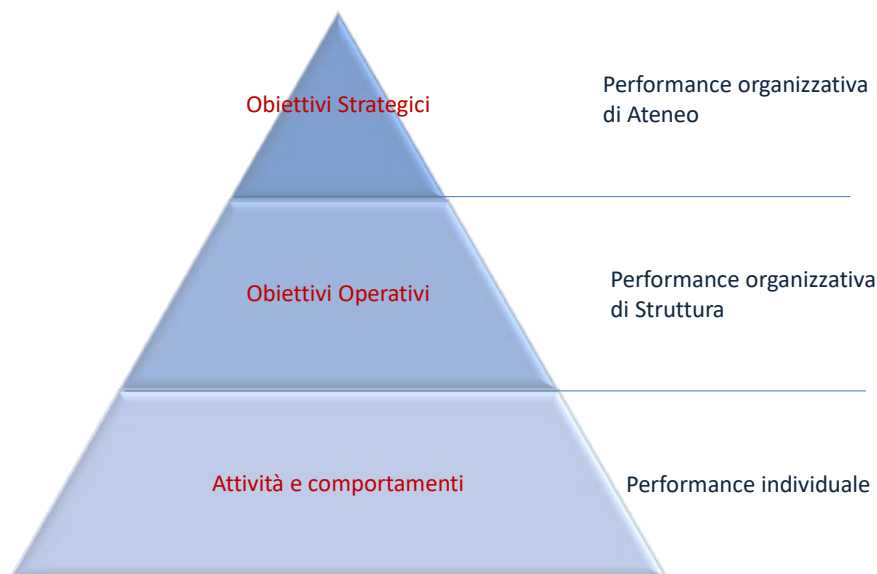 Obiettivi Strategici
Performance organizzativa
di Ateneo
Obiettivi Operativi
Performance organizzativa
di Struttura
Attività e comportamenti
Performance individuale